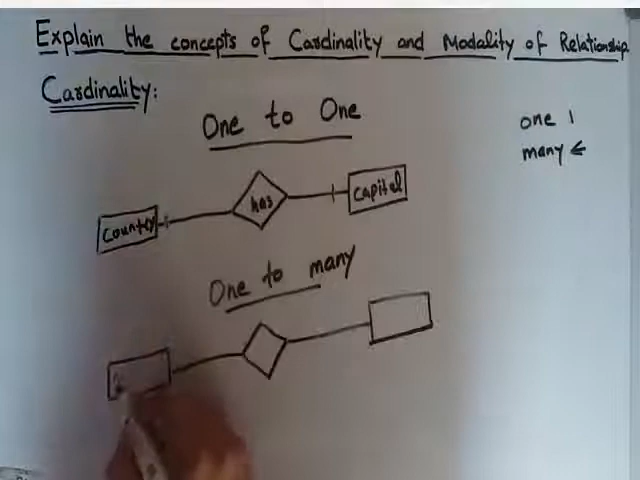 Explain the concepts of Cardinality and Modality of Relationship
Cardinality:
One to One
one 1
many <
country has capital
One to many